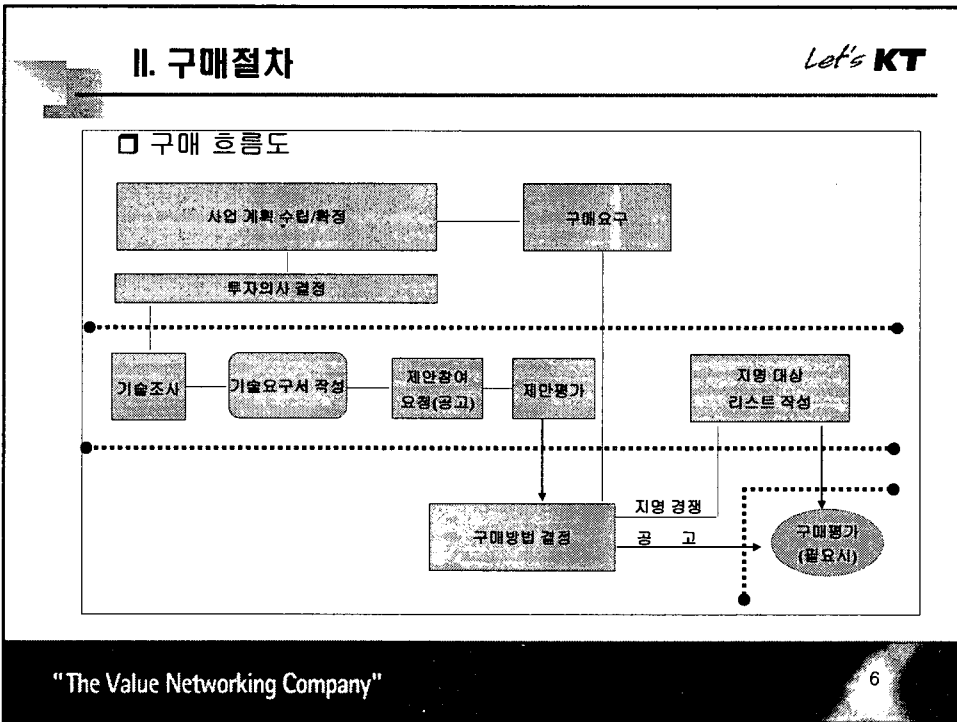 II. 구매절차
Let's KT
구매 흐름도
사업 계획 수립/확정
구매요구
투자의사 결정
기술조사
기술요구서 작성
제안참여
요청(공고)
제안평가
지명 대상
리스트 작성
구매방법 결정
지명 경쟁
공 고
구매평가
(필요시)
"The Value Networking Company"
6